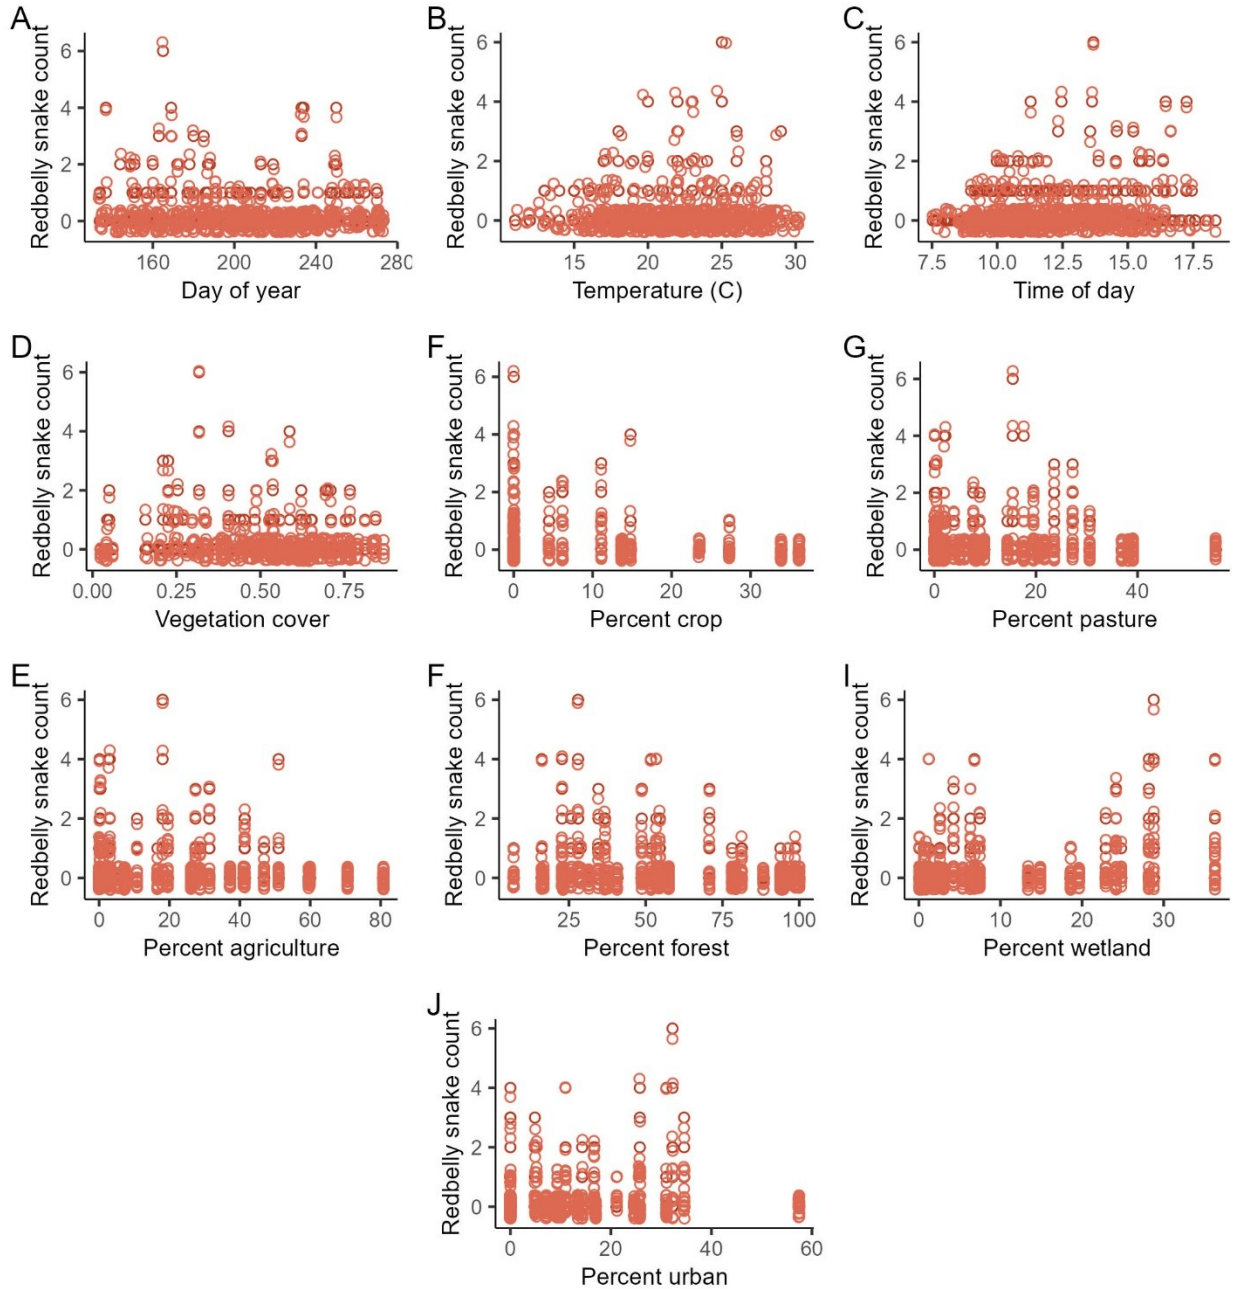 A
Redbelly snake count
6
4
2
0
160 200 240 280
Day of year
B
Redbelly snake count
6
4
2
0
15 20 25 30
Temperature (C)
C
Redbelly snake count
6
4
2
0
7.5 10.0 12.5 15.0 17.5
Time of day
D
Redbelly snake count
6
4
2
0
0.00 0.25 0.50 0.75
Vegetation cover
F
Redbelly snake count
6
4
2
0
0 10 20 30
Percent crop
G
Redbelly snake count
6
4
2
0
0 20 40
Percent pasture
E
Redbelly snake count
6
4
2
0
0 20 40 60 80
Percent agriculture
F
Redbelly snake count
6
4
2
0
25 50 75 100
Percent forest
I
Redbelly snake count
6
4
2
0
0 10 20 30
Percent wetland
J
Redbelly snake count
6
4
2
0
0 20 40 60
Percent urban